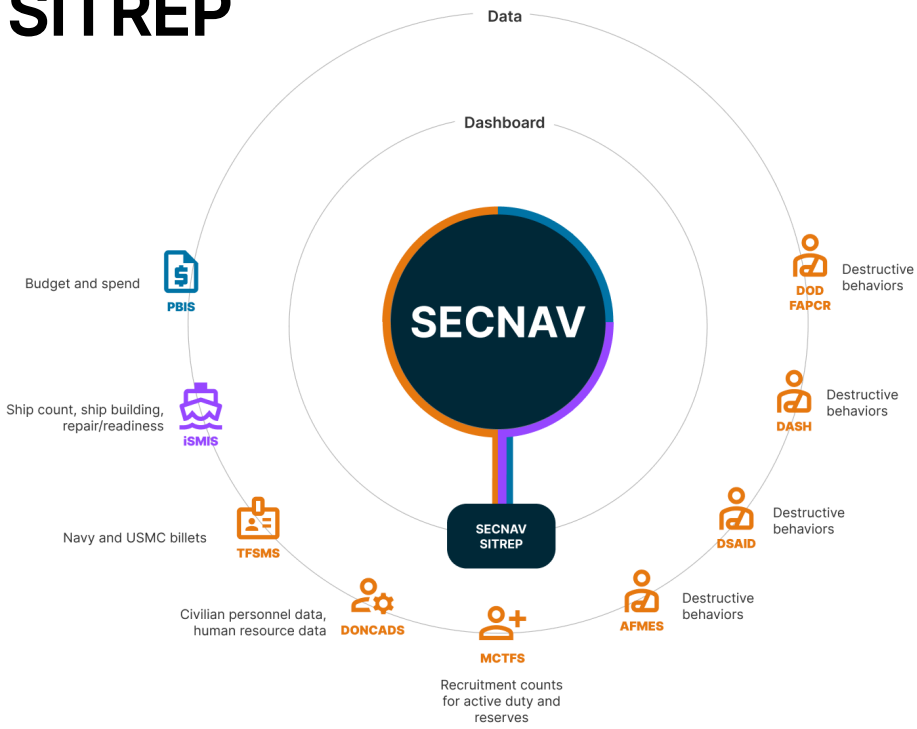 SITREP
Data
Dashboard
SECNAV
SECNAV
SITREP
Budget and spend
PBIS
Ship count, ship building,
repair/readiness
iSMIS
Navy and USMC billets
TFSMS
Civilian personnel data,
human resource data
DONCADS
MCTFS
Recruitment counts
for active duty and
reserves
AFMES
Destructive
behaviors
DSAID
Destructive
behaviors
DASH
Destructive
behaviors
DOD
FAPCR
Destructive
behaviors